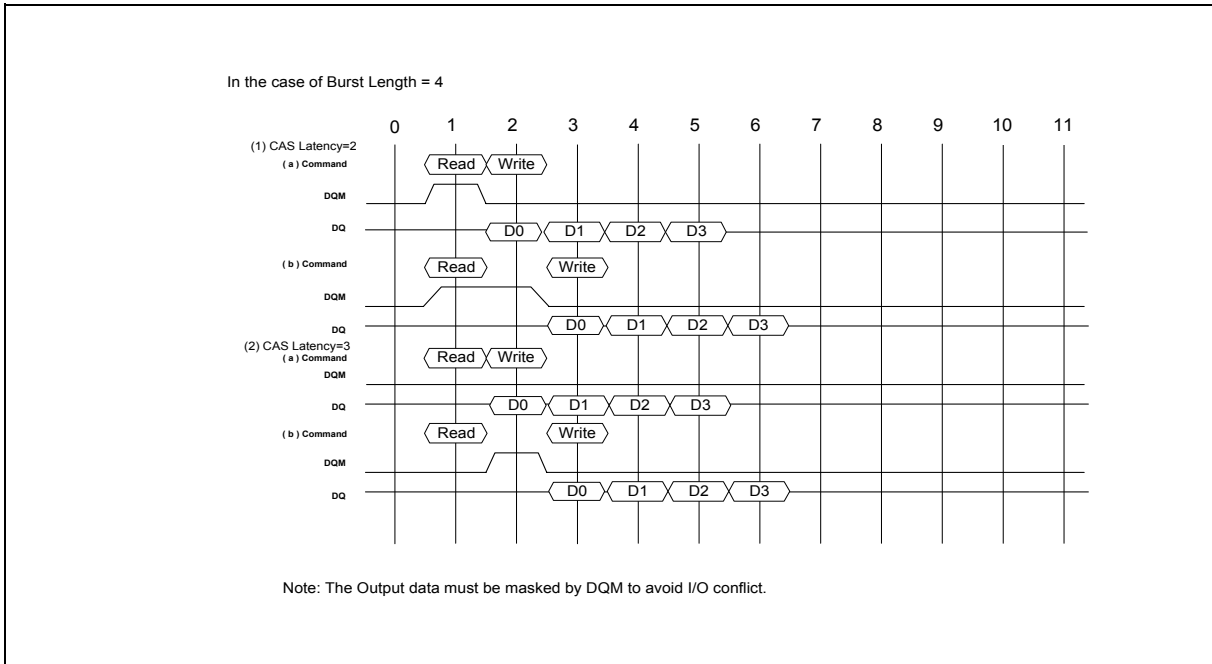 In the case of Burst Length = 4
0 1 2 3 4 5 6 7 8 9 10 11
(1) CAS Latency=2
( a ) Command Read Write
DQM
DQ D0 D1 D2 D3
( b ) Command Read Write
DQM
DQ D0 D1 D2 D3
(2) CAS Latency=3
( a ) Command Read Write
DQM
DQ D0 D1 D2 D3
( b ) Command Read Write
DQM
DQ D0 D1 D2 D3
Note: The Output data must be masked by DQM to avoid I/O conflict.